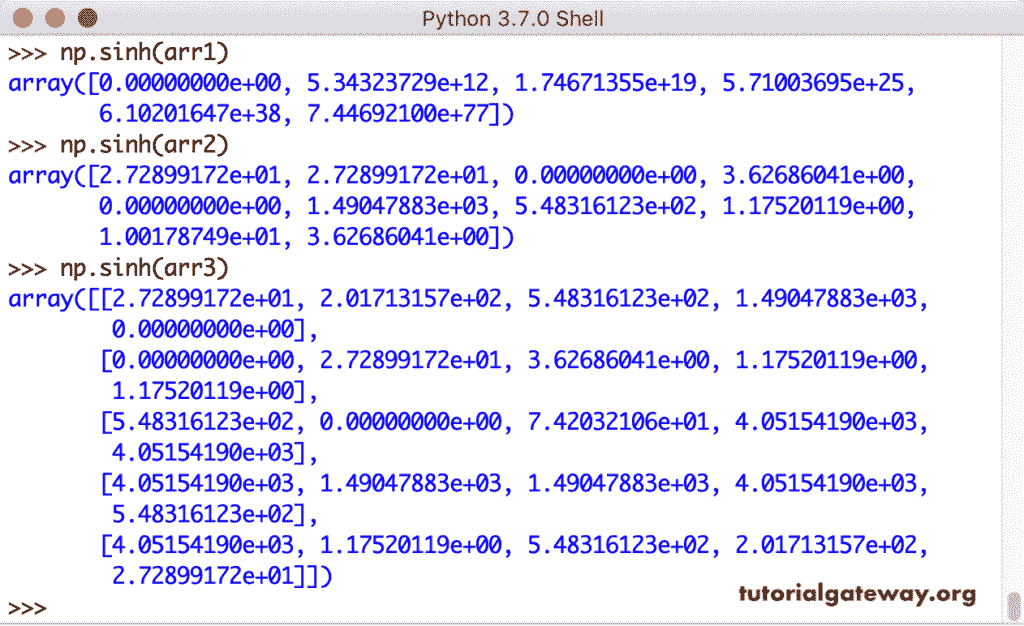 Python 3.7.0 Shell
>>> np.sinh(arr1)
array([0.00000000e+00, 5.34323729e+12, 1.74671355e+19, 5.71003695e+25,
6.10201647e+38, 7.44692100e+77])
>>> np.sinh(arr2)
array([2.72899172e+01, 2.72899172e+01, 0.00000000e+00, 3.62686041e+00,
0.00000000e+00, 1.49047883e+03, 5.48316123e+02, 1.17520119e+00,
1.00178749e+01, 3.62686041e+00])
>>> np.sinh(arr3)
array([[2.72899172e+01, 2.01713157e+02, 5.48316123e+02, 1.49047883e+03,
0.00000000e+00],
[0.00000000e+00, 2.72899172e+01, 3.62686041e+00, 1.17520119e+00,
1.17520119e+00],
[5.48316123e+02, 0.00000000e+00, 7.42032106e+01, 4.05154190e+03,
4.05154190e+03],
[4.05154190e+03, 1.49047883e+03, 1.49047883e+03, 4.05154190e+03,
5.48316123e+02],
[4.05154190e+03, 1.17520119e+00, 5.48316123e+02, 2.01713157e+02,
2.72899172e+01]])
>>>
tutorialgateway.org